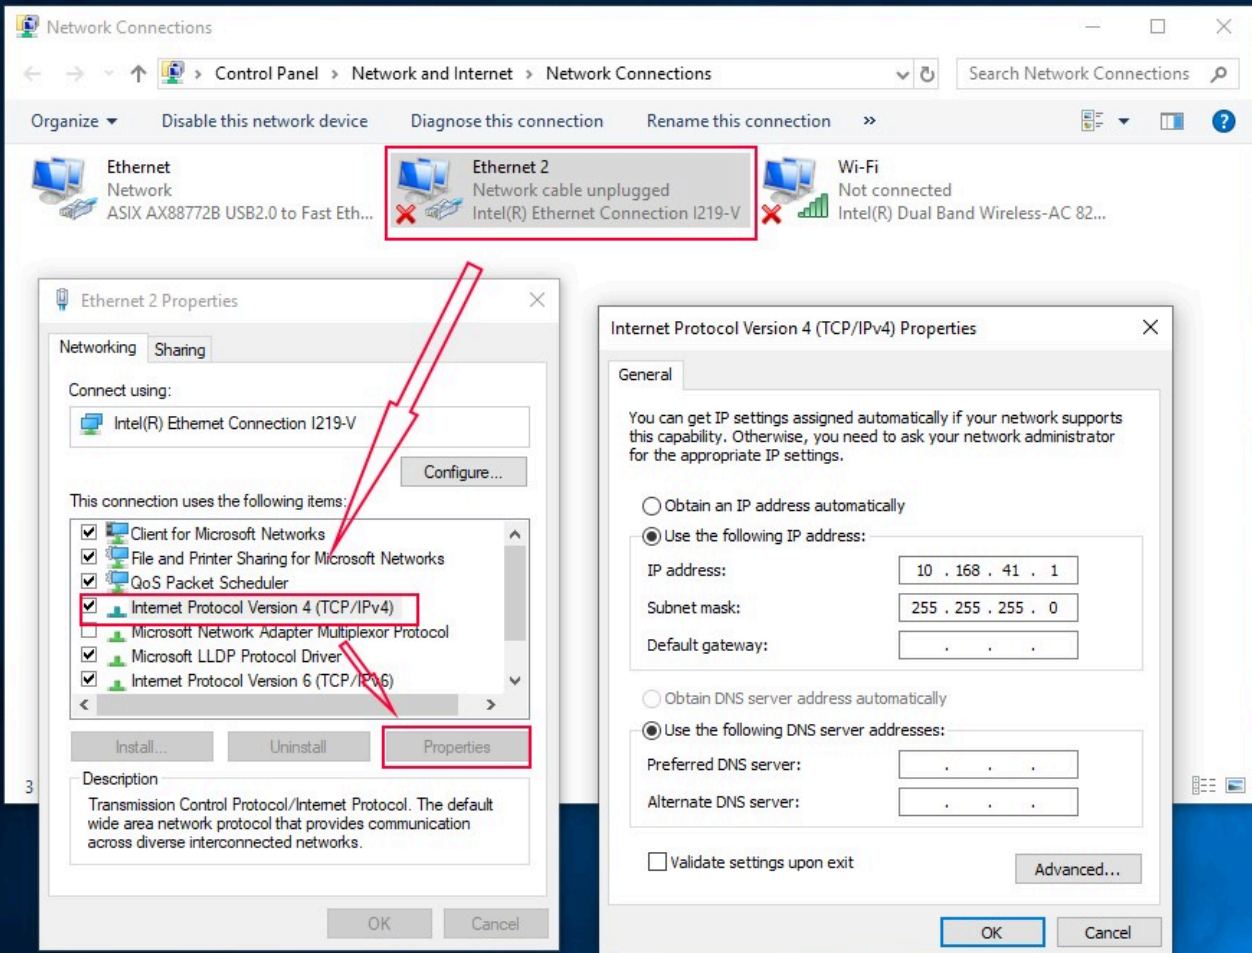 Network Connections
Control Panel > Network and Internet > Network Connections
Search Network Connections
Organize
Disable this network device
Diagnose this connection
Rename this connection
»
Ethernet
Network
ASIX AX88772B USB2.0 to Fast Eth...
Ethernet 2
Network cable unplugged
Intel(R) Ethernet Connection I219-V
Wi-Fi
Not connected
Intel(R) Dual Band Wireless-AC 82...
Ethernet 2 Properties
Networking
Sharing
Connect using:
Intel(R) Ethernet Connection I219-V
Configure...
This connection uses the following items:
Client for Microsoft Networks
File and Printer Sharing for Microsoft Networks
QoS Packet Scheduler
Internet Protocol Version 4 (TCP/IPv4)
Microsoft Network Adapter Multiplexor Protocol
Microsoft LLDP Protocol Driver
Internet Protocol Version 6 (TCP/IPv6)
Install...
Uninstall
Properties
Description
Transmission Control Protocol/Internet Protocol. The default
wide area network protocol that provides communication
across diverse interconnected networks.
OK
Cancel
3
Internet Protocol Version 4 (TCP/IPv4) Properties
General
You can get IP settings assigned automatically if your network supports
this capability. Otherwise, you need to ask your network administrator
for the appropriate IP settings.
Obtain an IP address automatically
Use the following IP address:
IP address:
10 . 168 . 41 . 1
Subnet mask:
255 . 255 . 255 . 0
Default gateway:
. . .
Obtain DNS server address automatically
Use the following DNS server addresses:
Preferred DNS server:
. . .
Alternate DNS server:
. . .
Validate settings upon exit
Advanced...
OK
Cancel